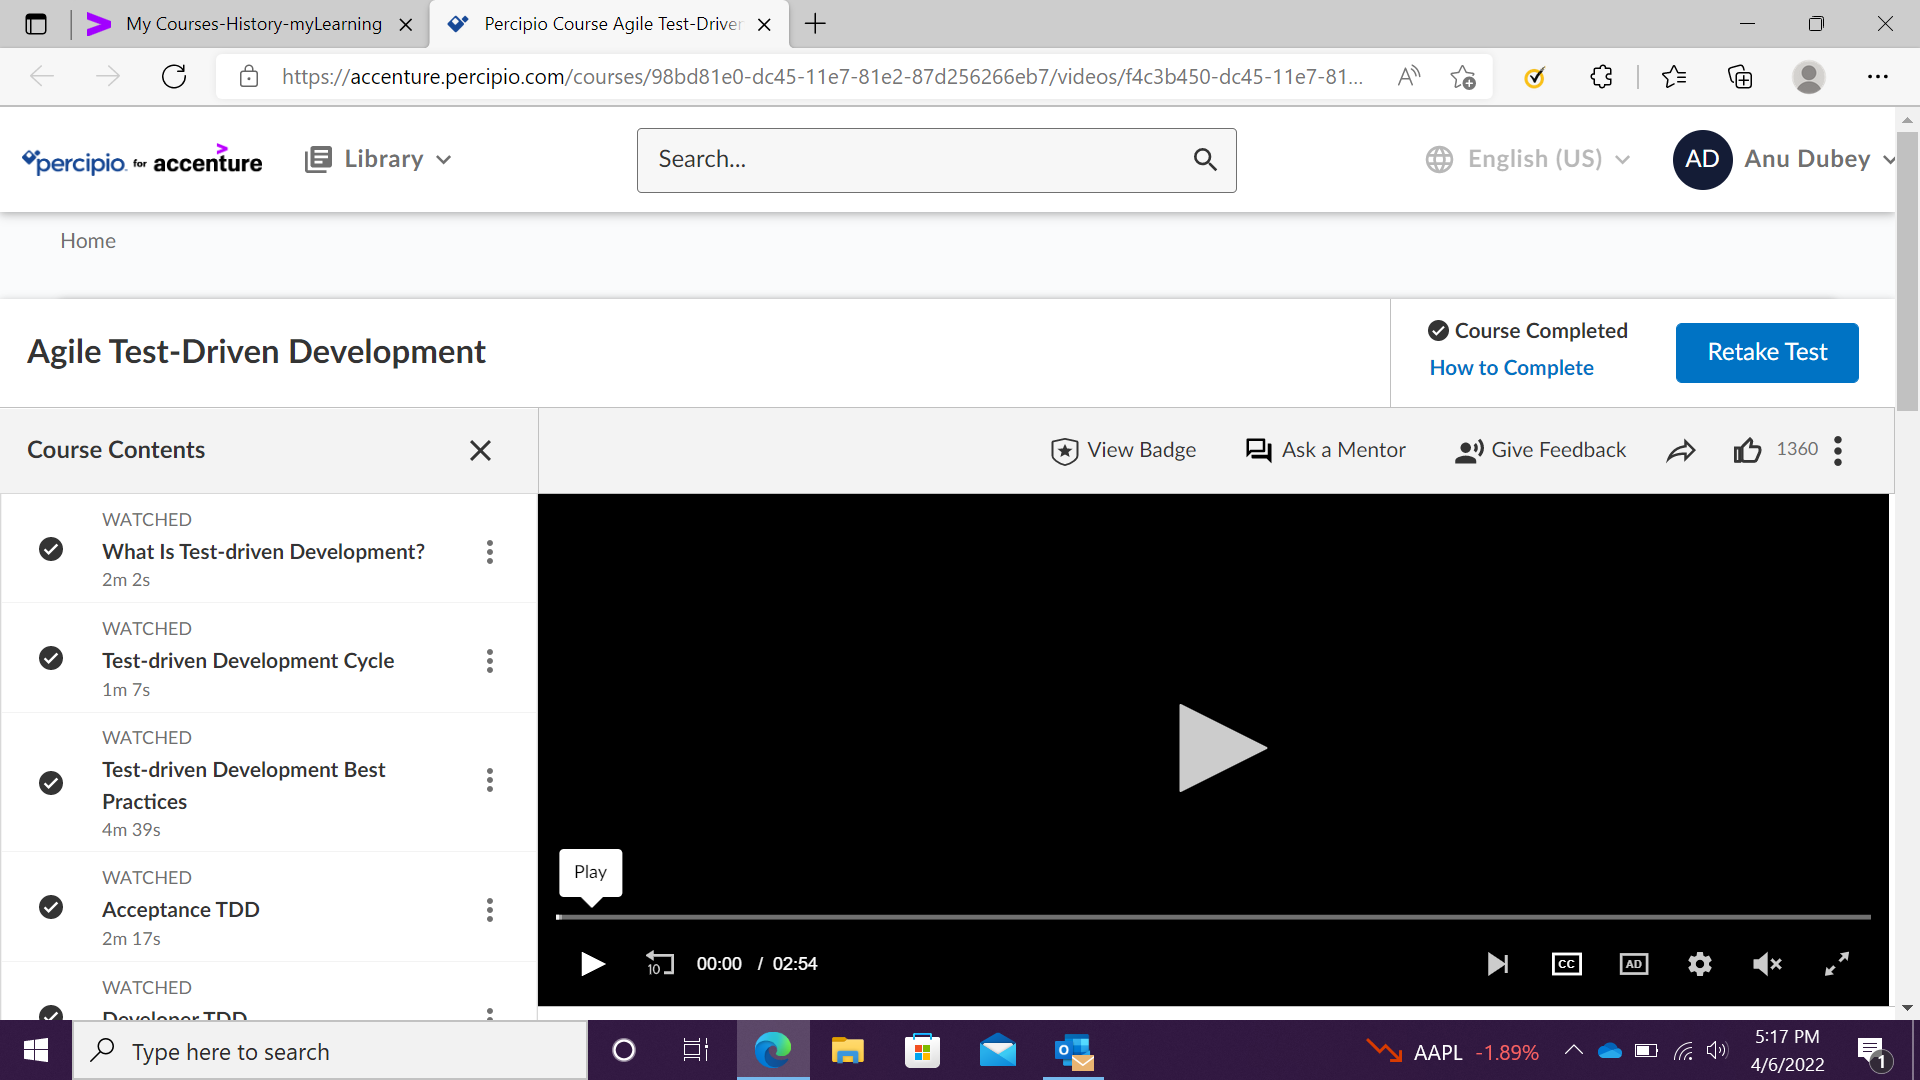 My Courses-History-myLearning
Percipio Course Agile Test-Driver
https://accenture.percipio.com/courses/98bd81e0-dc45-11e7-81e2-87d256266eb7/videos/f4c3b450-dc45-11e7-81...
percipio. for accenture
Library
Search...
English (US)
AD
Anu Dubey
Home
Agile Test-Driven Development
Course Completed
How to Complete
Retake Test
Course Contents
View Badge
Ask a Mentor
Give Feedback
1360
WATCHED
What Is Test-driven Development?
2m 2s
WATCHED
Test-driven Development Cycle
1m 7s
WATCHED
Test-driven Development Best
Practices
4m 39s
WATCHED
Acceptance TDD
2m 17s
WATCHED
Developer TDD
Play
10
00:00 / 02:54
CC
AD
Type here to search
AAPL -1.89%
5:17 PM
4/6/2022
1